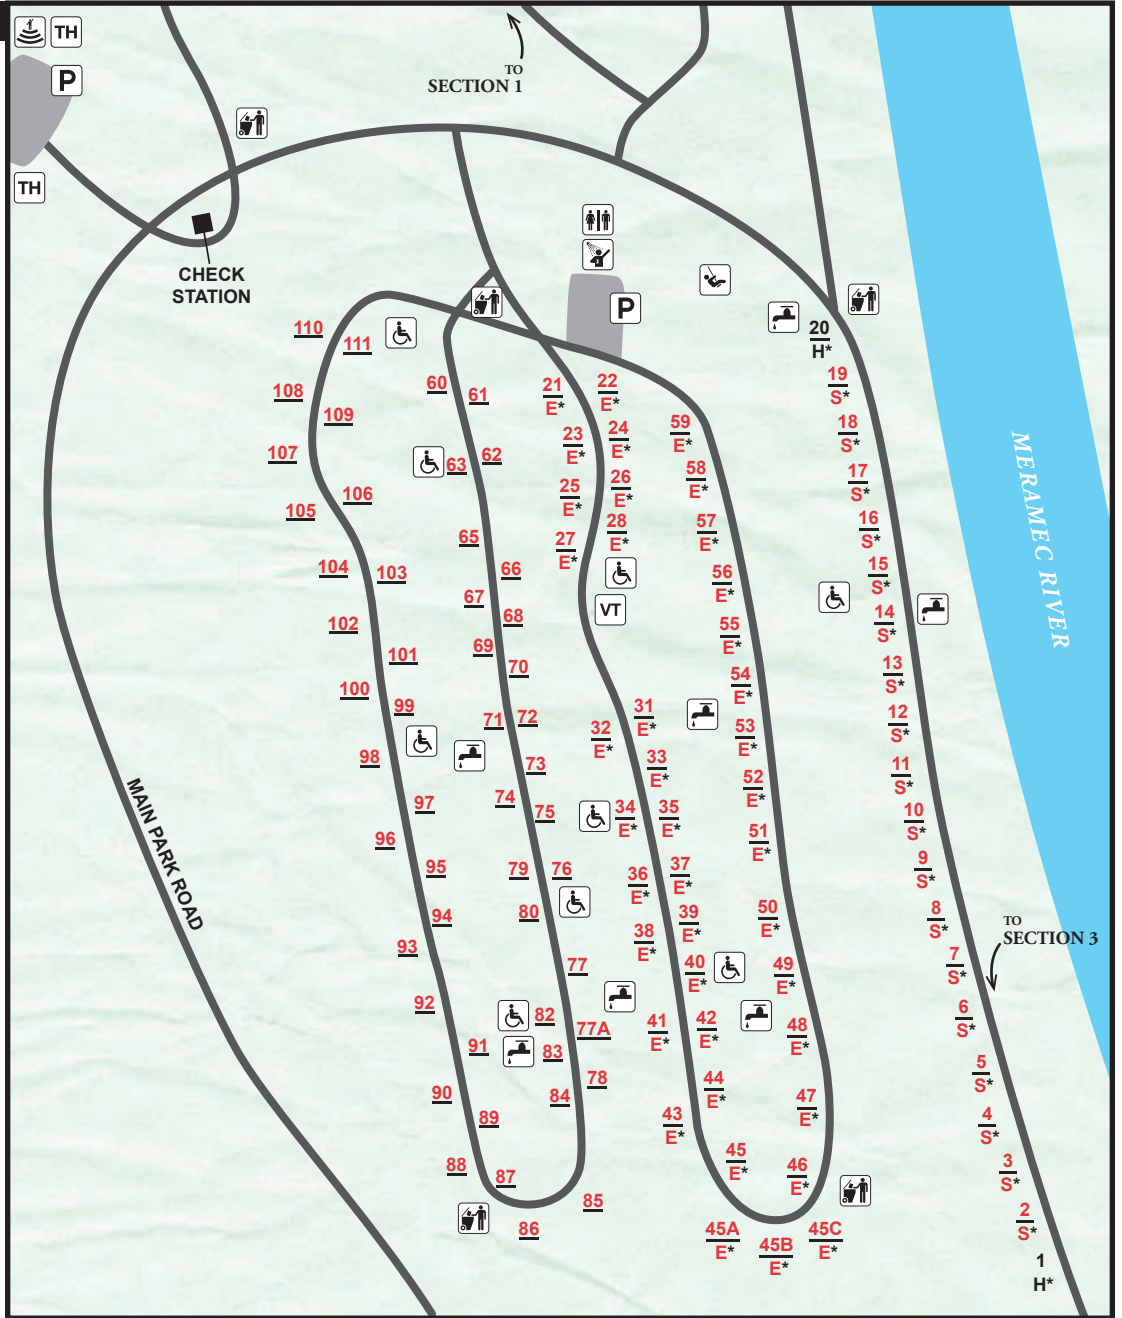 TH
P
TH
TO
SECTION 1
CHECK
STATION
P
110
111
108
109
107
106
105
104
103
102
101
100
99
98
97
96
95
94
93
92
91
90
89
88
87
86
85
60
61
62
63
65
66
67
68
69
70
71
72
73
74
75
79
76
80
77
82
77A
83
78
84
21
E*
22
E*
23
E*
24
E*
25
E*
26
E*
27
E*
28
E*
VT
31
E*
32
E*
33
E*
34
E*
35
E*
36
E*
37
E*
38
E*
39
E*
40
E*
41
E*
42
E*
43
E*
44
E*
45
E*
45A
E*
45B
E*
45C
E*
46
E*
47
E*
48
E*
49
E*
50
E*
51
E*
52
E*
53
E*
54
E*
55
E*
56
E*
57
E*
58
E*
59
E*
20
H*
19
S*
18
S*
17
S*
16
S*
15
S*
14
S*
13
S*
12
S*
11
S*
10
S*
9
S*
8
S*
7
S*
6
S*
5
S*
4
S*
3
S*
2
S*
1
H*
MERAMEC RIVER
TO
SECTION 3
MAIN PARK ROAD